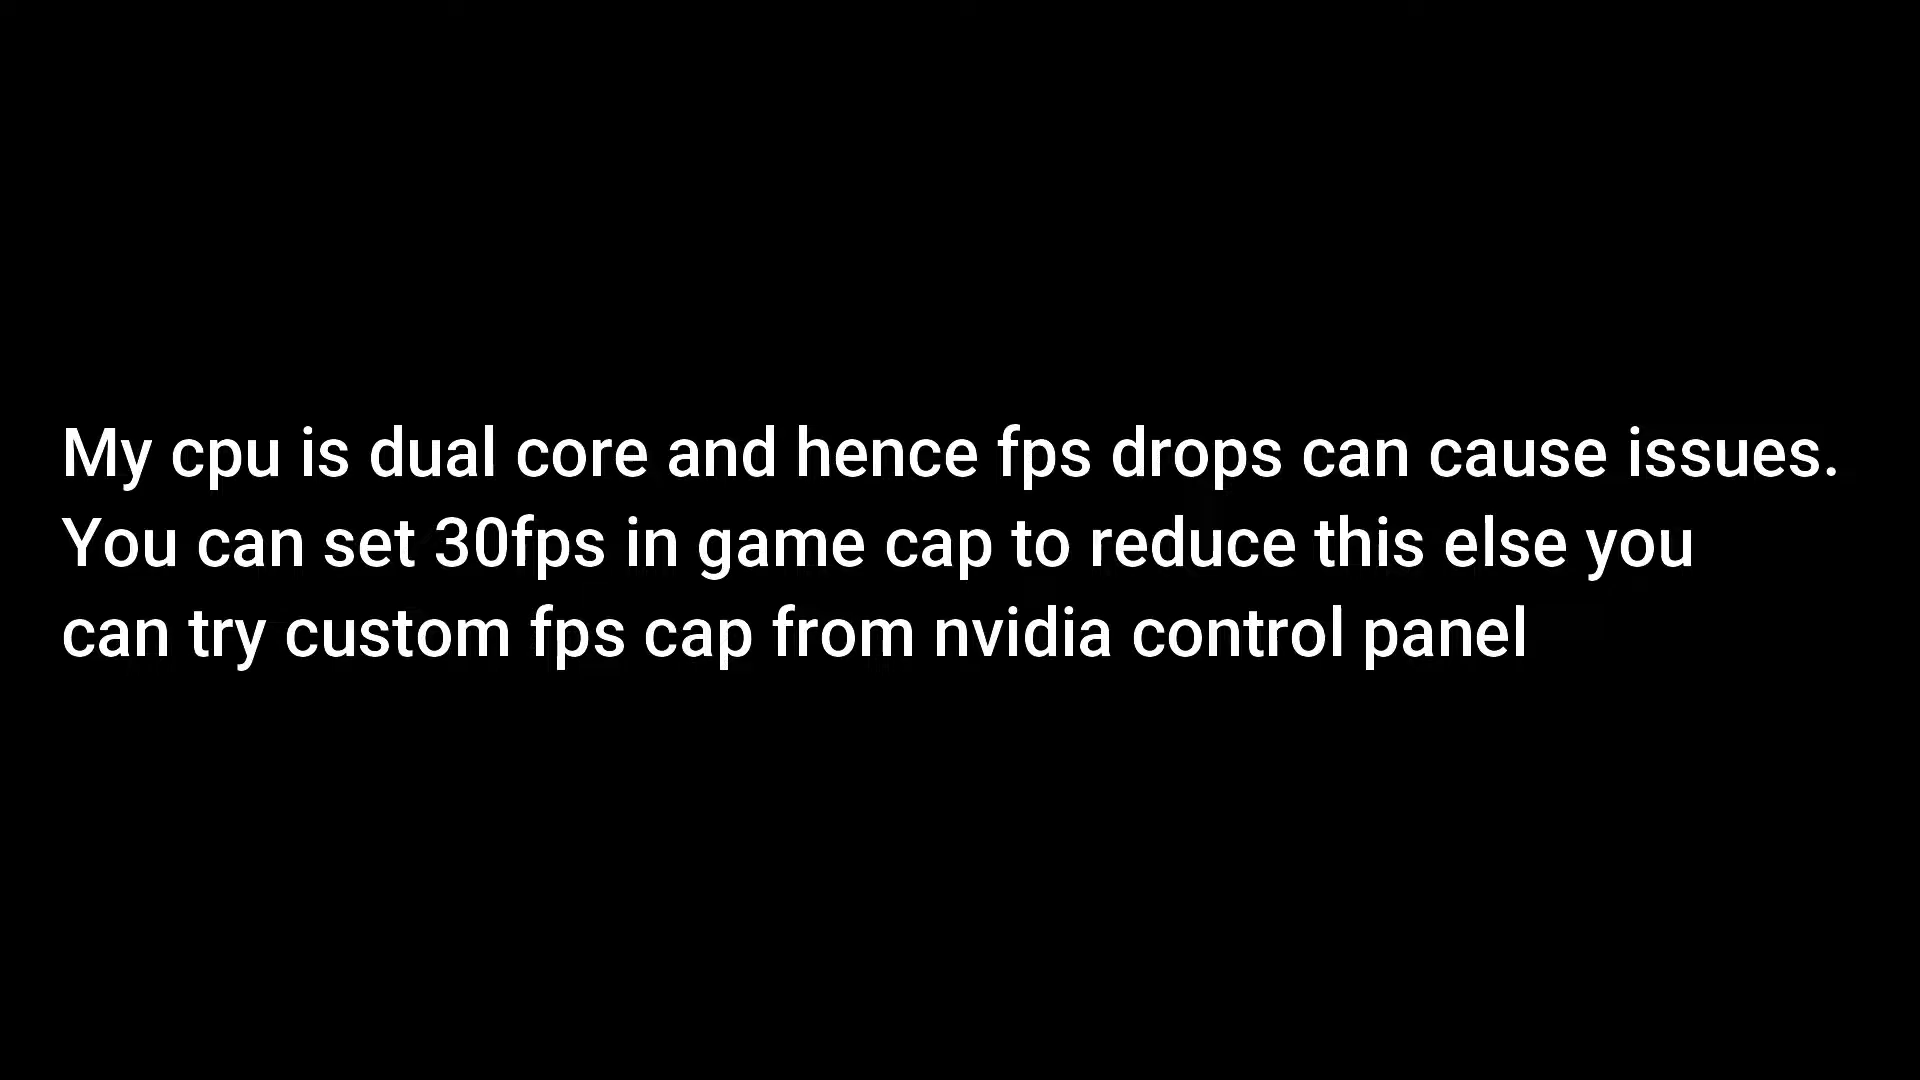 My cpu is dual core and hence fps drops can cause issues.
You can set 30fps in game cap to reduce this else you
can try custom fps cap from nvidia control panel